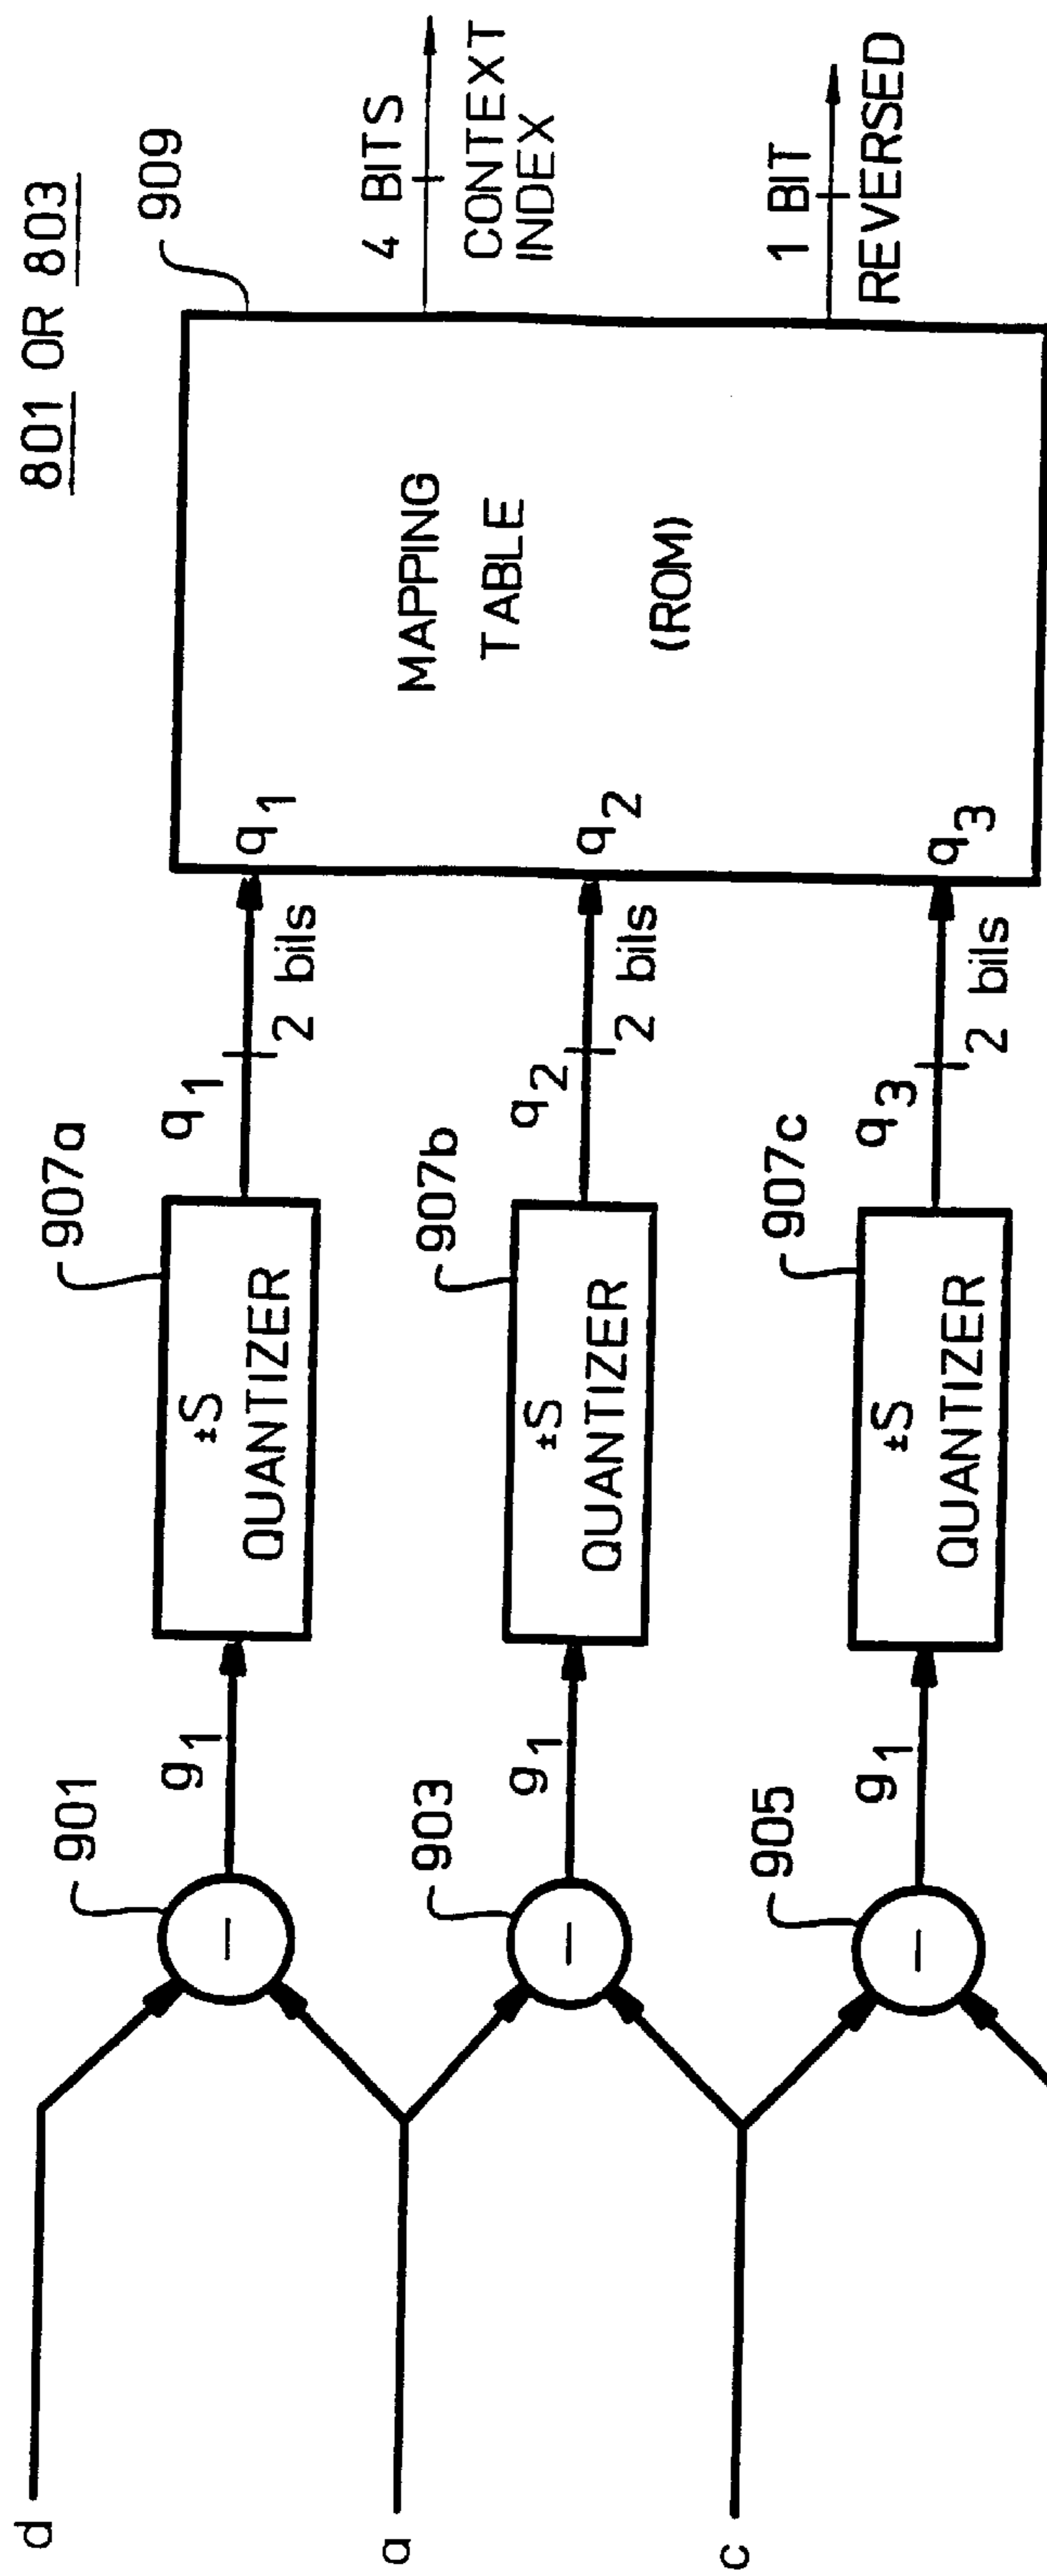 801 OR 803
d
901
g1
907a
±S
QUANTIZER
q1
2 bils
q1
909
MAPPING
TABLE
(ROM)
4 BITS
CONTEXT
INDEX
a
903
g1
907b
±S
QUANTIZER
q2
2 bils
q2
1 BIT
REVERSED
c
905
g1
907c
±S
QUANTIZER
q3
2 bils
q3